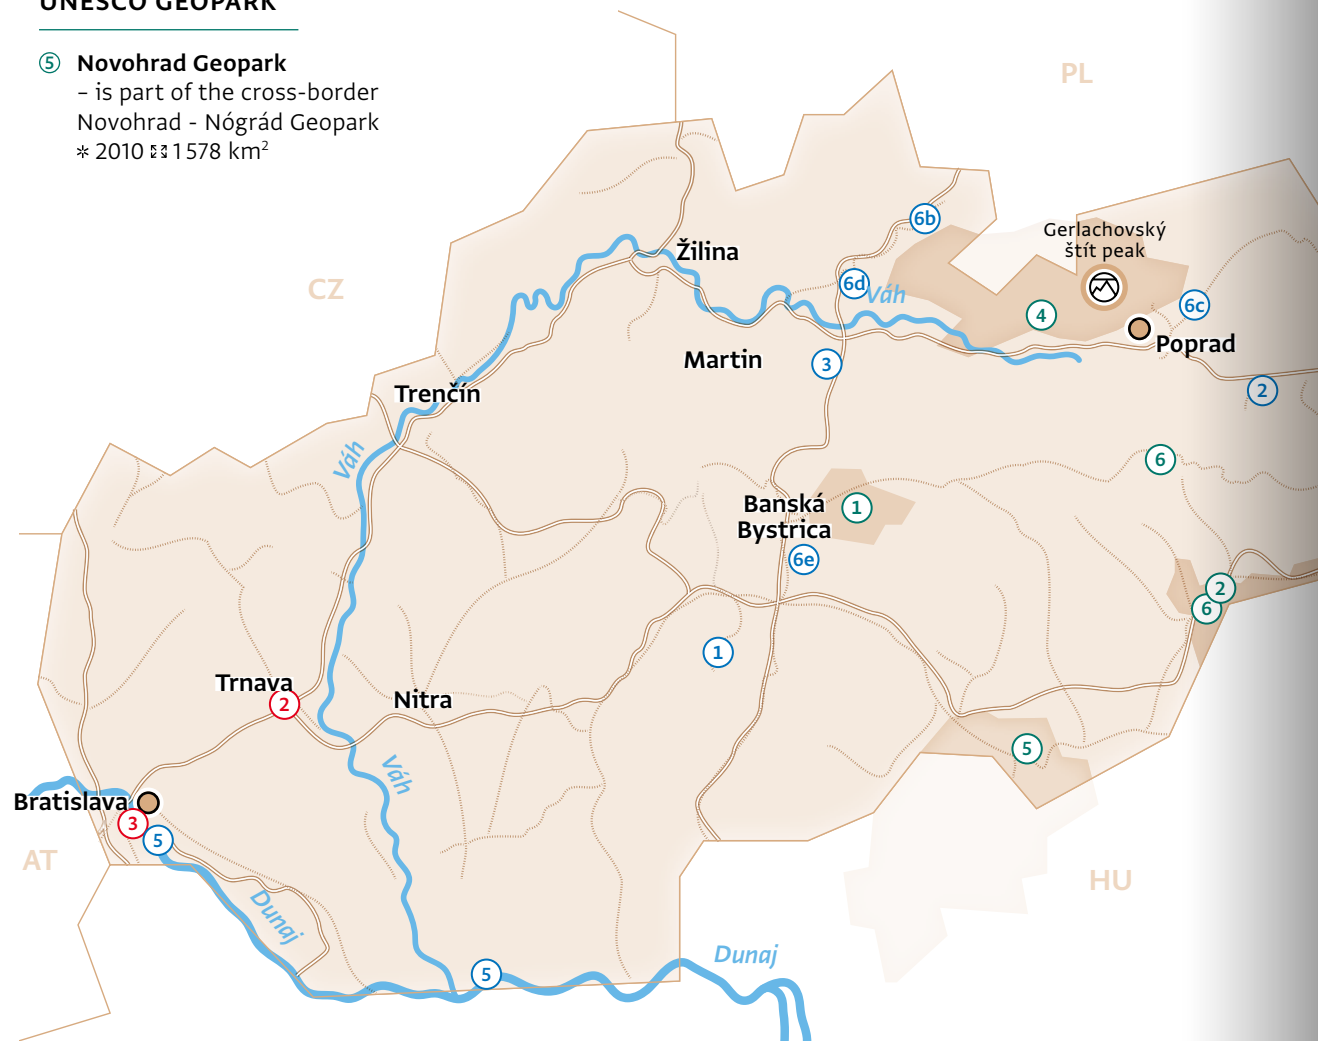 UNESCO GEOPARK
5 Novohrad Geopark
– is part of the cross-border
Novohrad - Nógrád Geopark
* 2010 1 578 km²
PL
CZ
6b
Gerlachovský
štít peak
Žilina
6d
Váh
4
6c
Poprad
Martin
3
2
Trenčín
Váh
6
Banská
Bystrica
1
6e
2
6
1
Trnava
2
Nitra
5
Váh
Bratislava
3
5
AT
HU
Dunaj
5
Dunaj